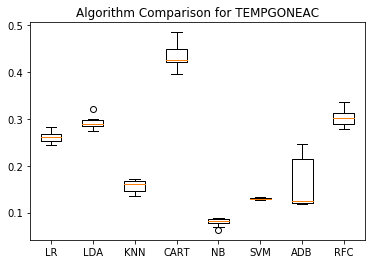 Algorithm Comparison for TEMPGONEAC
0.5
0.4
0.3
0.2
0.1
LR LDA KNN CART NB SVM ADB RFC